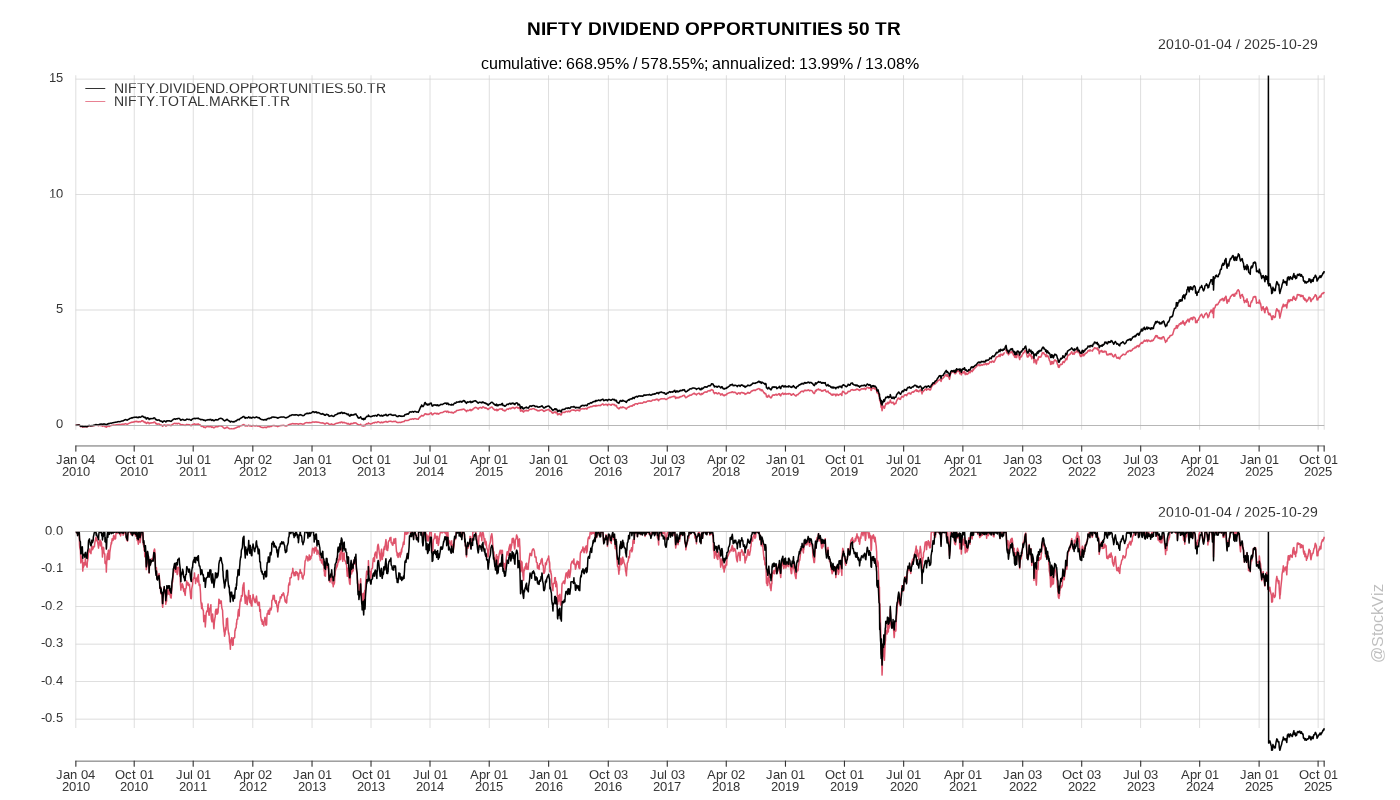 NIFTY DIVIDEND OPPORTUNITIES 50 TR
2010-01-04 / 2025-10-29
cumulative: 668.95% / 578.55%; annualized: 13.99% / 13.08%
NIFTY.DIVIDEND.OPPORTUNITIES.50.TR
NIFTY.TOTAL.MARKET.TR
15
10
5
0
Jan 04 Oct 01 Jul 01 Apr 02 Jan 01 Oct 01 Jul 01 Apr 01 Jan 01 Oct 03 Jul 03 Apr 02 Jan 01 Oct 01 Jul 01 Apr 01 Jan 03 Oct 03 Jul 03 Apr 01 Jan 01 Oct 01
2010 2010 2011 2012 2013 2013 2014 2015 2016 2016 2017 2018 2019 2019 2020 2021 2022 2022 2023 2024 2025 2025
2010-01-04 / 2025-10-29
0.0
-0.1
-0.2
-0.3
-0.4
-0.5
Jan 04 Oct 01 Jul 01 Apr 02 Jan 01 Oct 01 Jul 01 Apr 01 Jan 01 Oct 03 Jul 03 Apr 02 Jan 01 Oct 01 Jul 01 Apr 01 Jan 03 Oct 03 Jul 03 Apr 01 Jan 01 Oct 01
2010 2010 2011 2012 2013 2013 2014 2015 2016 2016 2017 2018 2019 2019 2020 2021 2022 2022 2023 2024 2025 2025
@StockViz